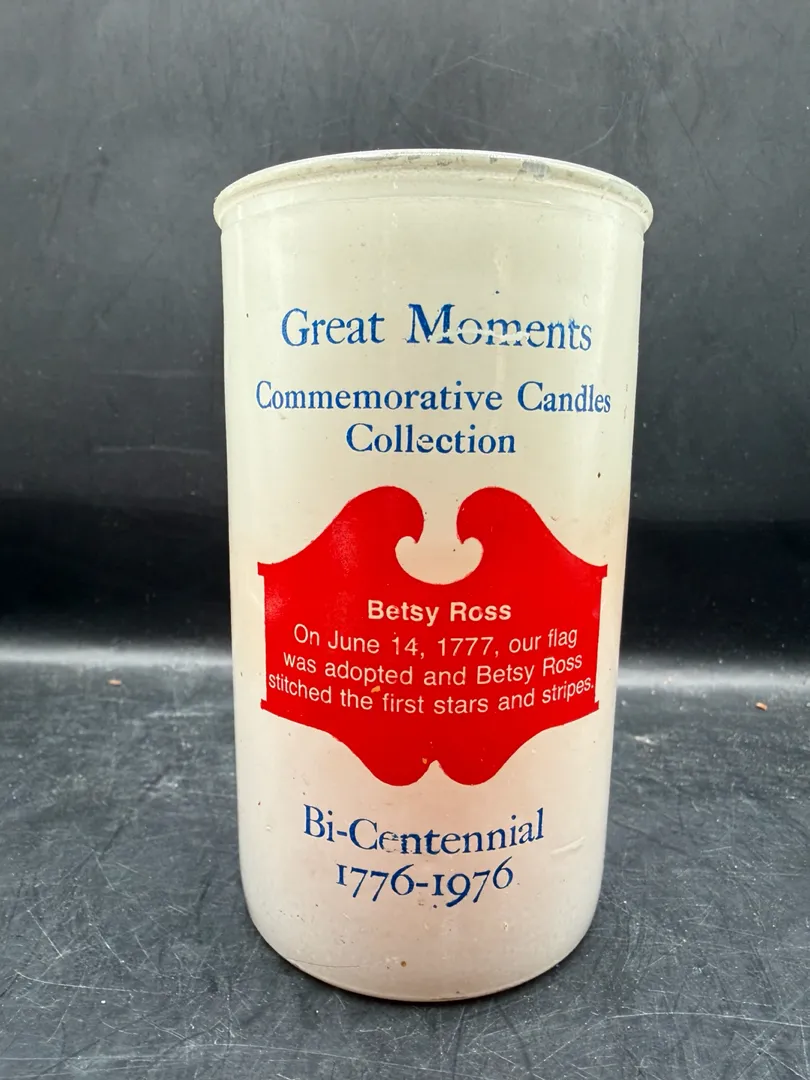 Great Moments
Commemorative Candles
Collection
Betsy Ross
On June 14, 1777, our flag
was adopted and Betsy Ross
stitched the first stars and stripes.
Bi-Centennial
1776-1976